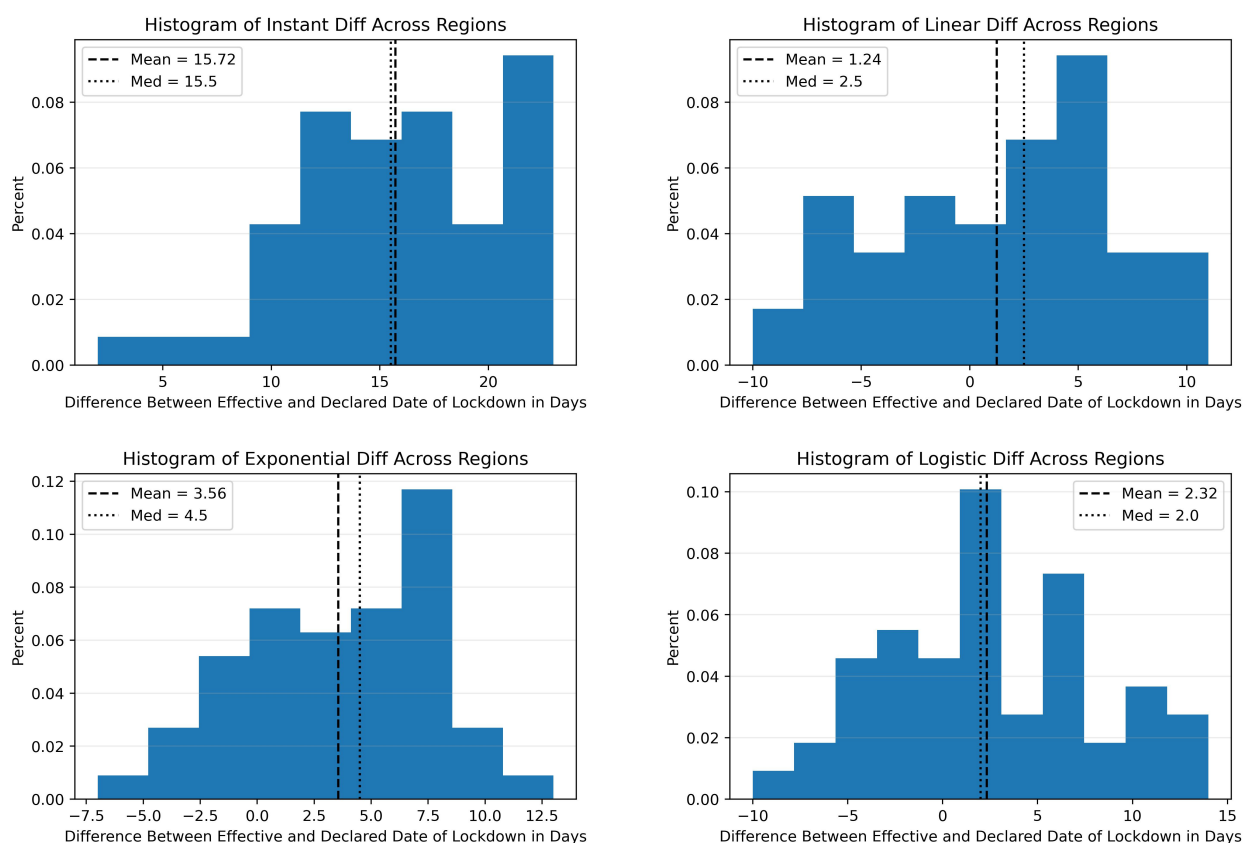 Histogram of Instant Diff Across Regions
Mean = 15.72
Med = 15.5
Percent
0.08
0.06
0.04
0.02
0.00
5 10 15 20
Difference Between Effective and Declared Date of Lockdown in Days
Histogram of Linear Diff Across Regions
Mean = 1.24
Med = 2.5
Percent
0.08
0.06
0.04
0.02
0.00
−10 −5 0 5 10
Difference Between Effective and Declared Date of Lockdown in Days
Histogram of Exponential Diff Across Regions
Mean = 3.56
Med = 4.5
Percent
0.12
0.10
0.08
0.06
0.04
0.02
0.00
−7.5 −5.0 −2.5 0.0 2.5 5.0 7.5 10.0 12.5
Difference Between Effective and Declared Date of Lockdown in Days
Histogram of Logistic Diff Across Regions
Mean = 2.32
Med = 2.0
Percent
0.10
0.08
0.06
0.04
0.02
0.00
−10 −5 0 5 10 15
Difference Between Effective and Declared Date of Lockdown in Days